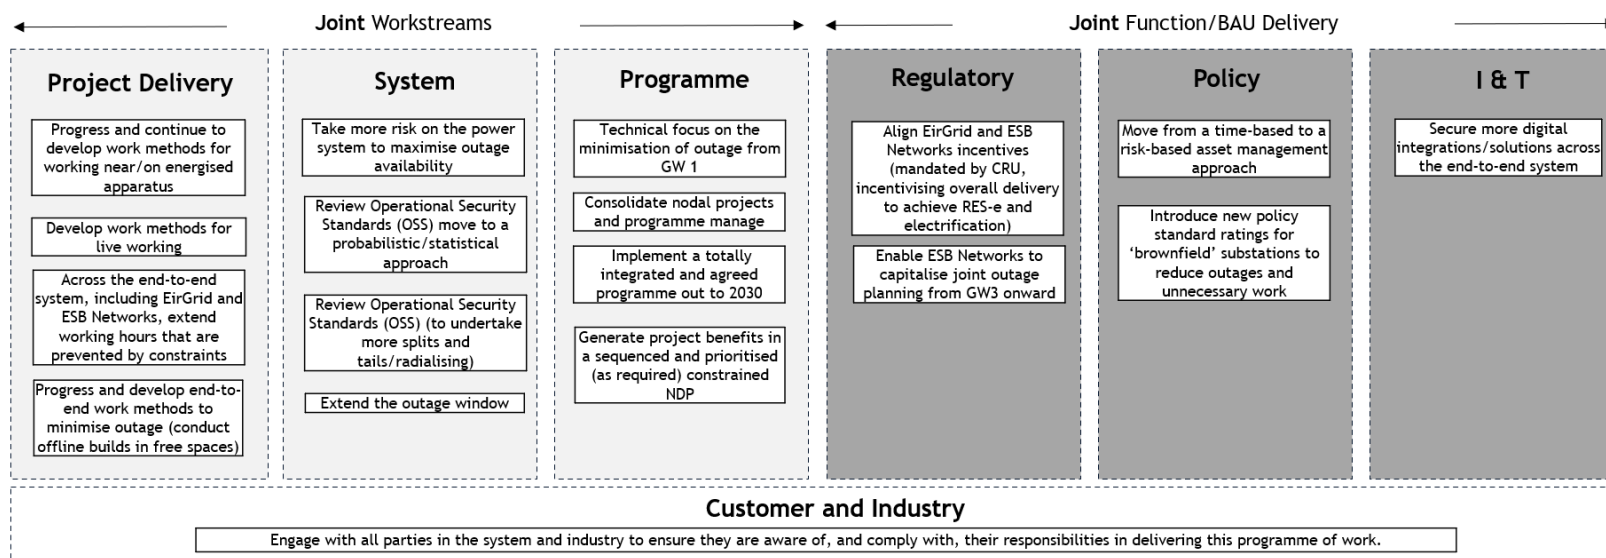 Joint Workstreams
Joint Function/BAU Delivery
Project Delivery
Progress and continue to
develop work methods for
working near/on energised
apparatus
Develop work methods for
live working
Across the end-to-end
system, including EirGrid and
ESB Networks, extend
working hours that are
prevented by constraints
Progress and develop end-to-
end work methods to
minimise outage (conduct
offline builds in free spaces)
System
Take more risk on the power
system to maximise outage
availability
Review Operational Security
Standards (OSS) move to a
probabilistic/statistical
approach
Review Operational Security
Standards (OSS) (to undertake
more splits and
tails/radialising)
Extend the outage window
Programme
Technical focus on the
minimisation of outage from
GW 1
Consolidate nodal projects
and programme manage
Implement a totally
integrated and agreed
programme out to 2030
Generate project benefits in
a sequenced and prioritised
(as required) constrained
NDP
Regulatory
Align EirGrid and ESB
Networks incentives
(mandated by CRU,
incentivising overall delivery
to achieve RES-e and
electrification)
Enable ESB Networks to
capitalise joint outage
planning from GW3 onward
Policy
Move from a time-based to a
risk-based asset management
approach
Introduce new policy
standard ratings for
‘brownfield’ substations to
reduce outages and
unnecessary work
I & T
Secure more digital
integrations/solutions across
the end-to-end system
Customer and Industry
Engage with all parties in the system and industry to ensure they are aware of, and comply with, their responsibilities in delivering this programme of work.